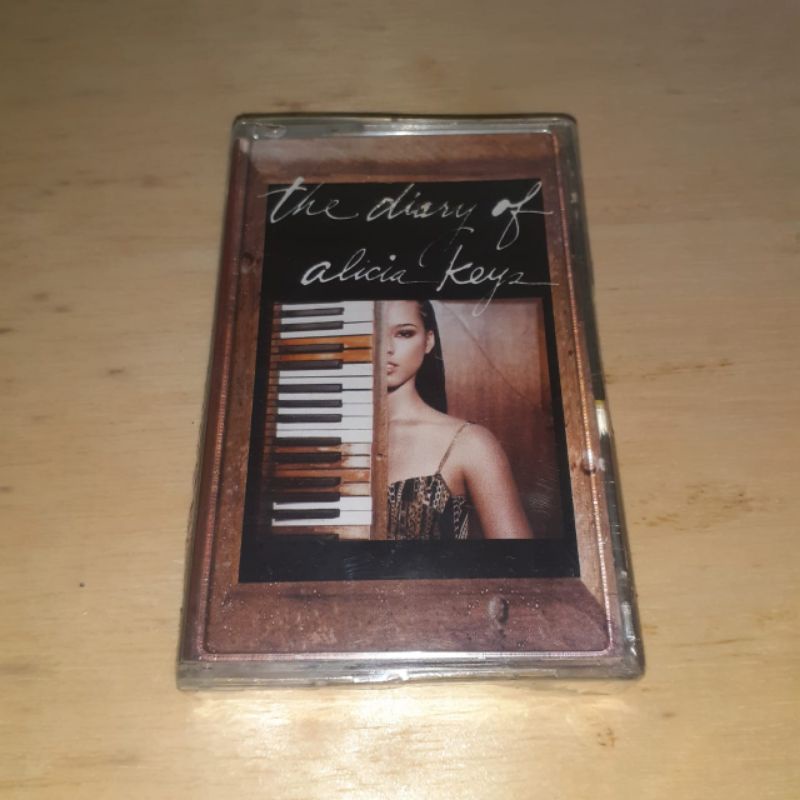 the diary of
alicia keys